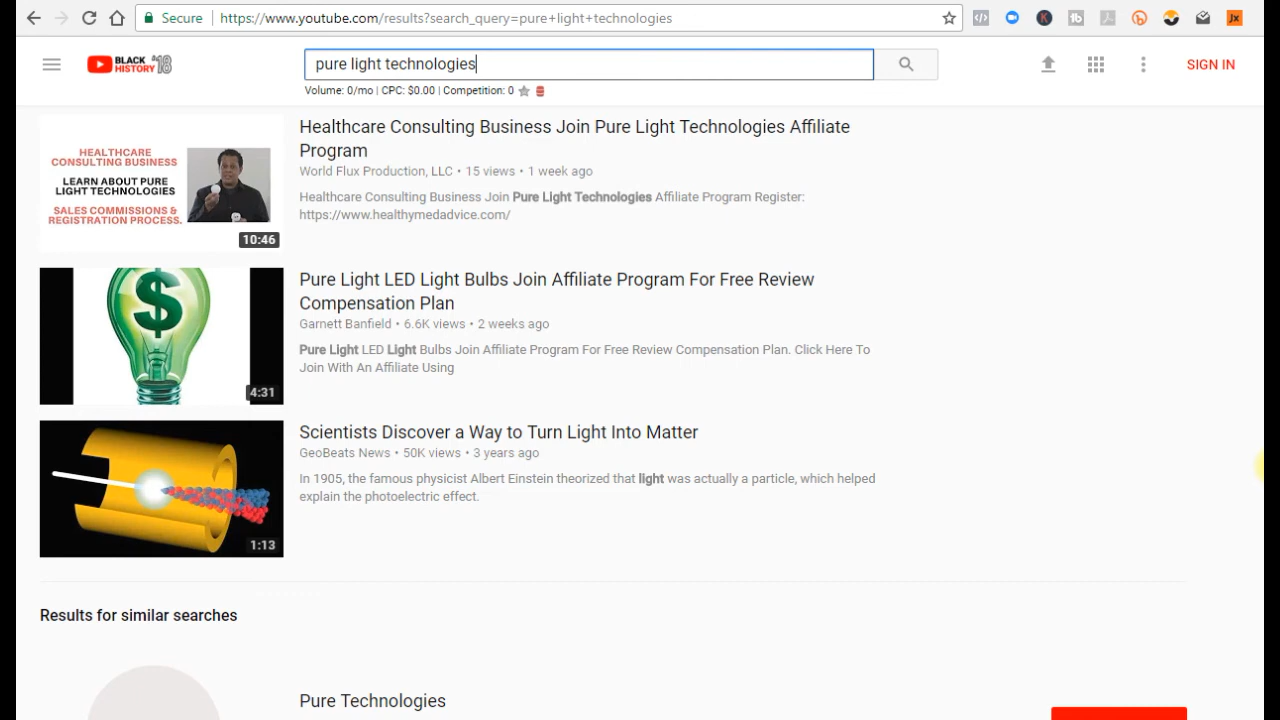 Secure
https://www.youtube.com/results?search_query=pure+light+technologies
BLACK
HISTORY '18
pure light technologies
SIGN IN
Volume: 0/mo | CPC: $0.00 | Competition: 0
HEALTHCARE
CONSULTING BUSINESS
LEARN ABOUT PURE
LIGHT TECHNOLOGIES
SALES COMMISSIONS &
REGISTRATION PROCESS.
10:46
Healthcare Consulting Business Join Pure Light Technologies Affiliate
Program
World Flux Production, LLC • 15 views • 1 week ago
Healthcare Consulting Business Join Pure Light Technologies Affiliate Program Register:
https://www.healthymedadvice.com/
$
4:31
Pure Light LED Light Bulbs Join Affiliate Program For Free Review
Compensation Plan
Garnett Banfield • 6.6K views • 2 weeks ago
Pure Light LED Light Bulbs Join Affiliate Program For Free Review Compensation Plan. Click Here To
Join With An Affiliate Using
1:13
Scientists Discover a Way to Turn Light Into Matter
GeoBeats News • 50K views • 3 years ago
In 1905, the famous physicist Albert Einstein theorized that light was actually a particle, which helped
explain the photoelectric effect.
Results for similar searches
Pure Technologies